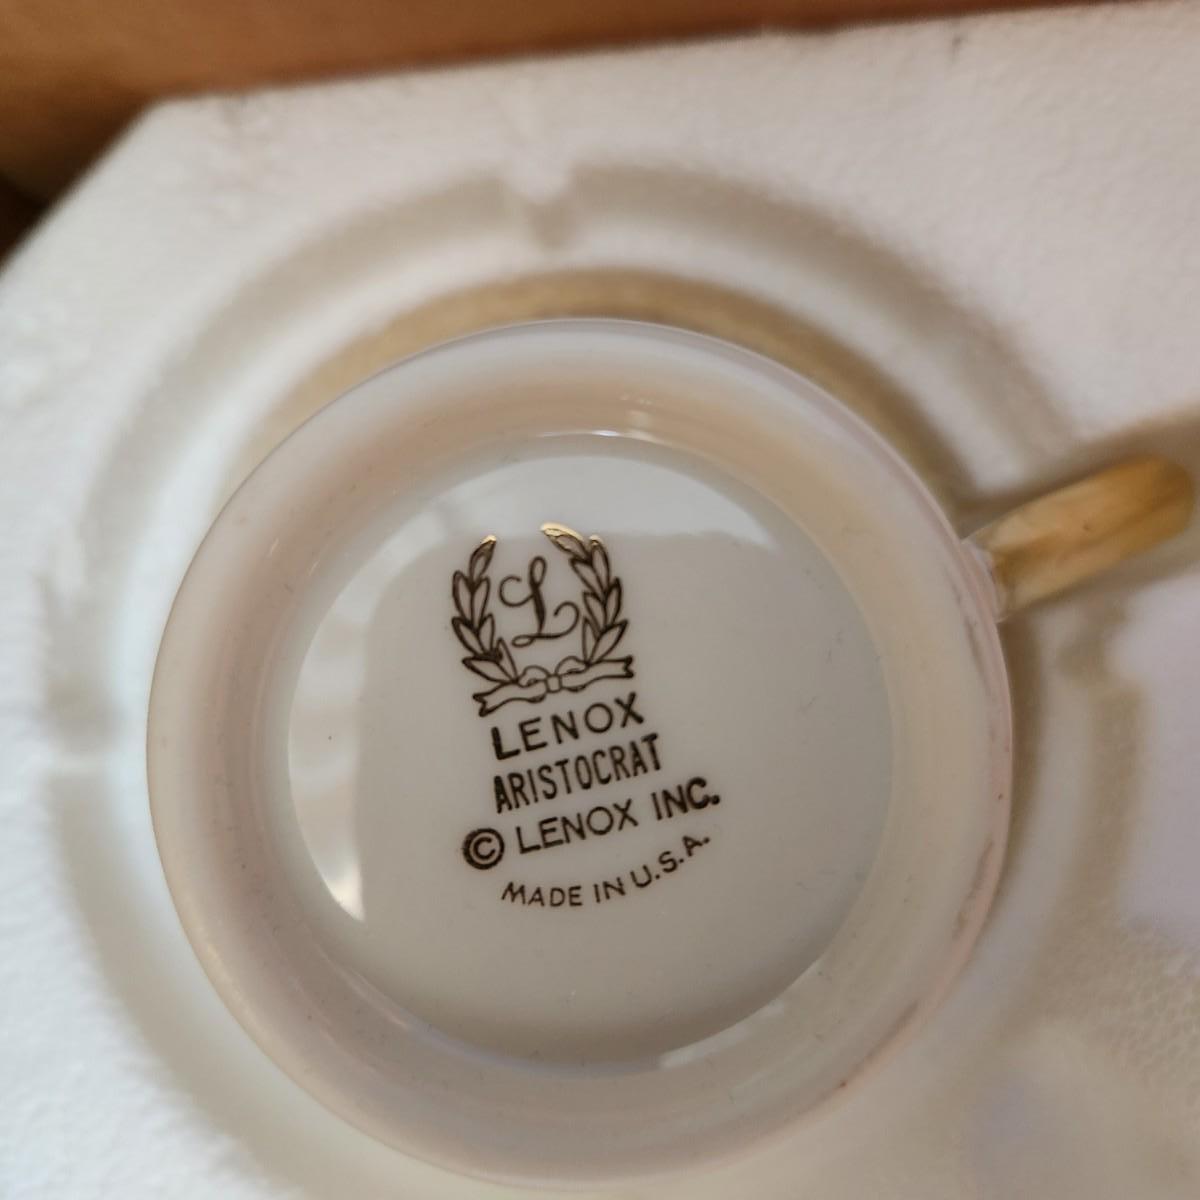 L
LENOX
ARISTOCRAT
© LENOX INC.
MADE IN U.S.A.